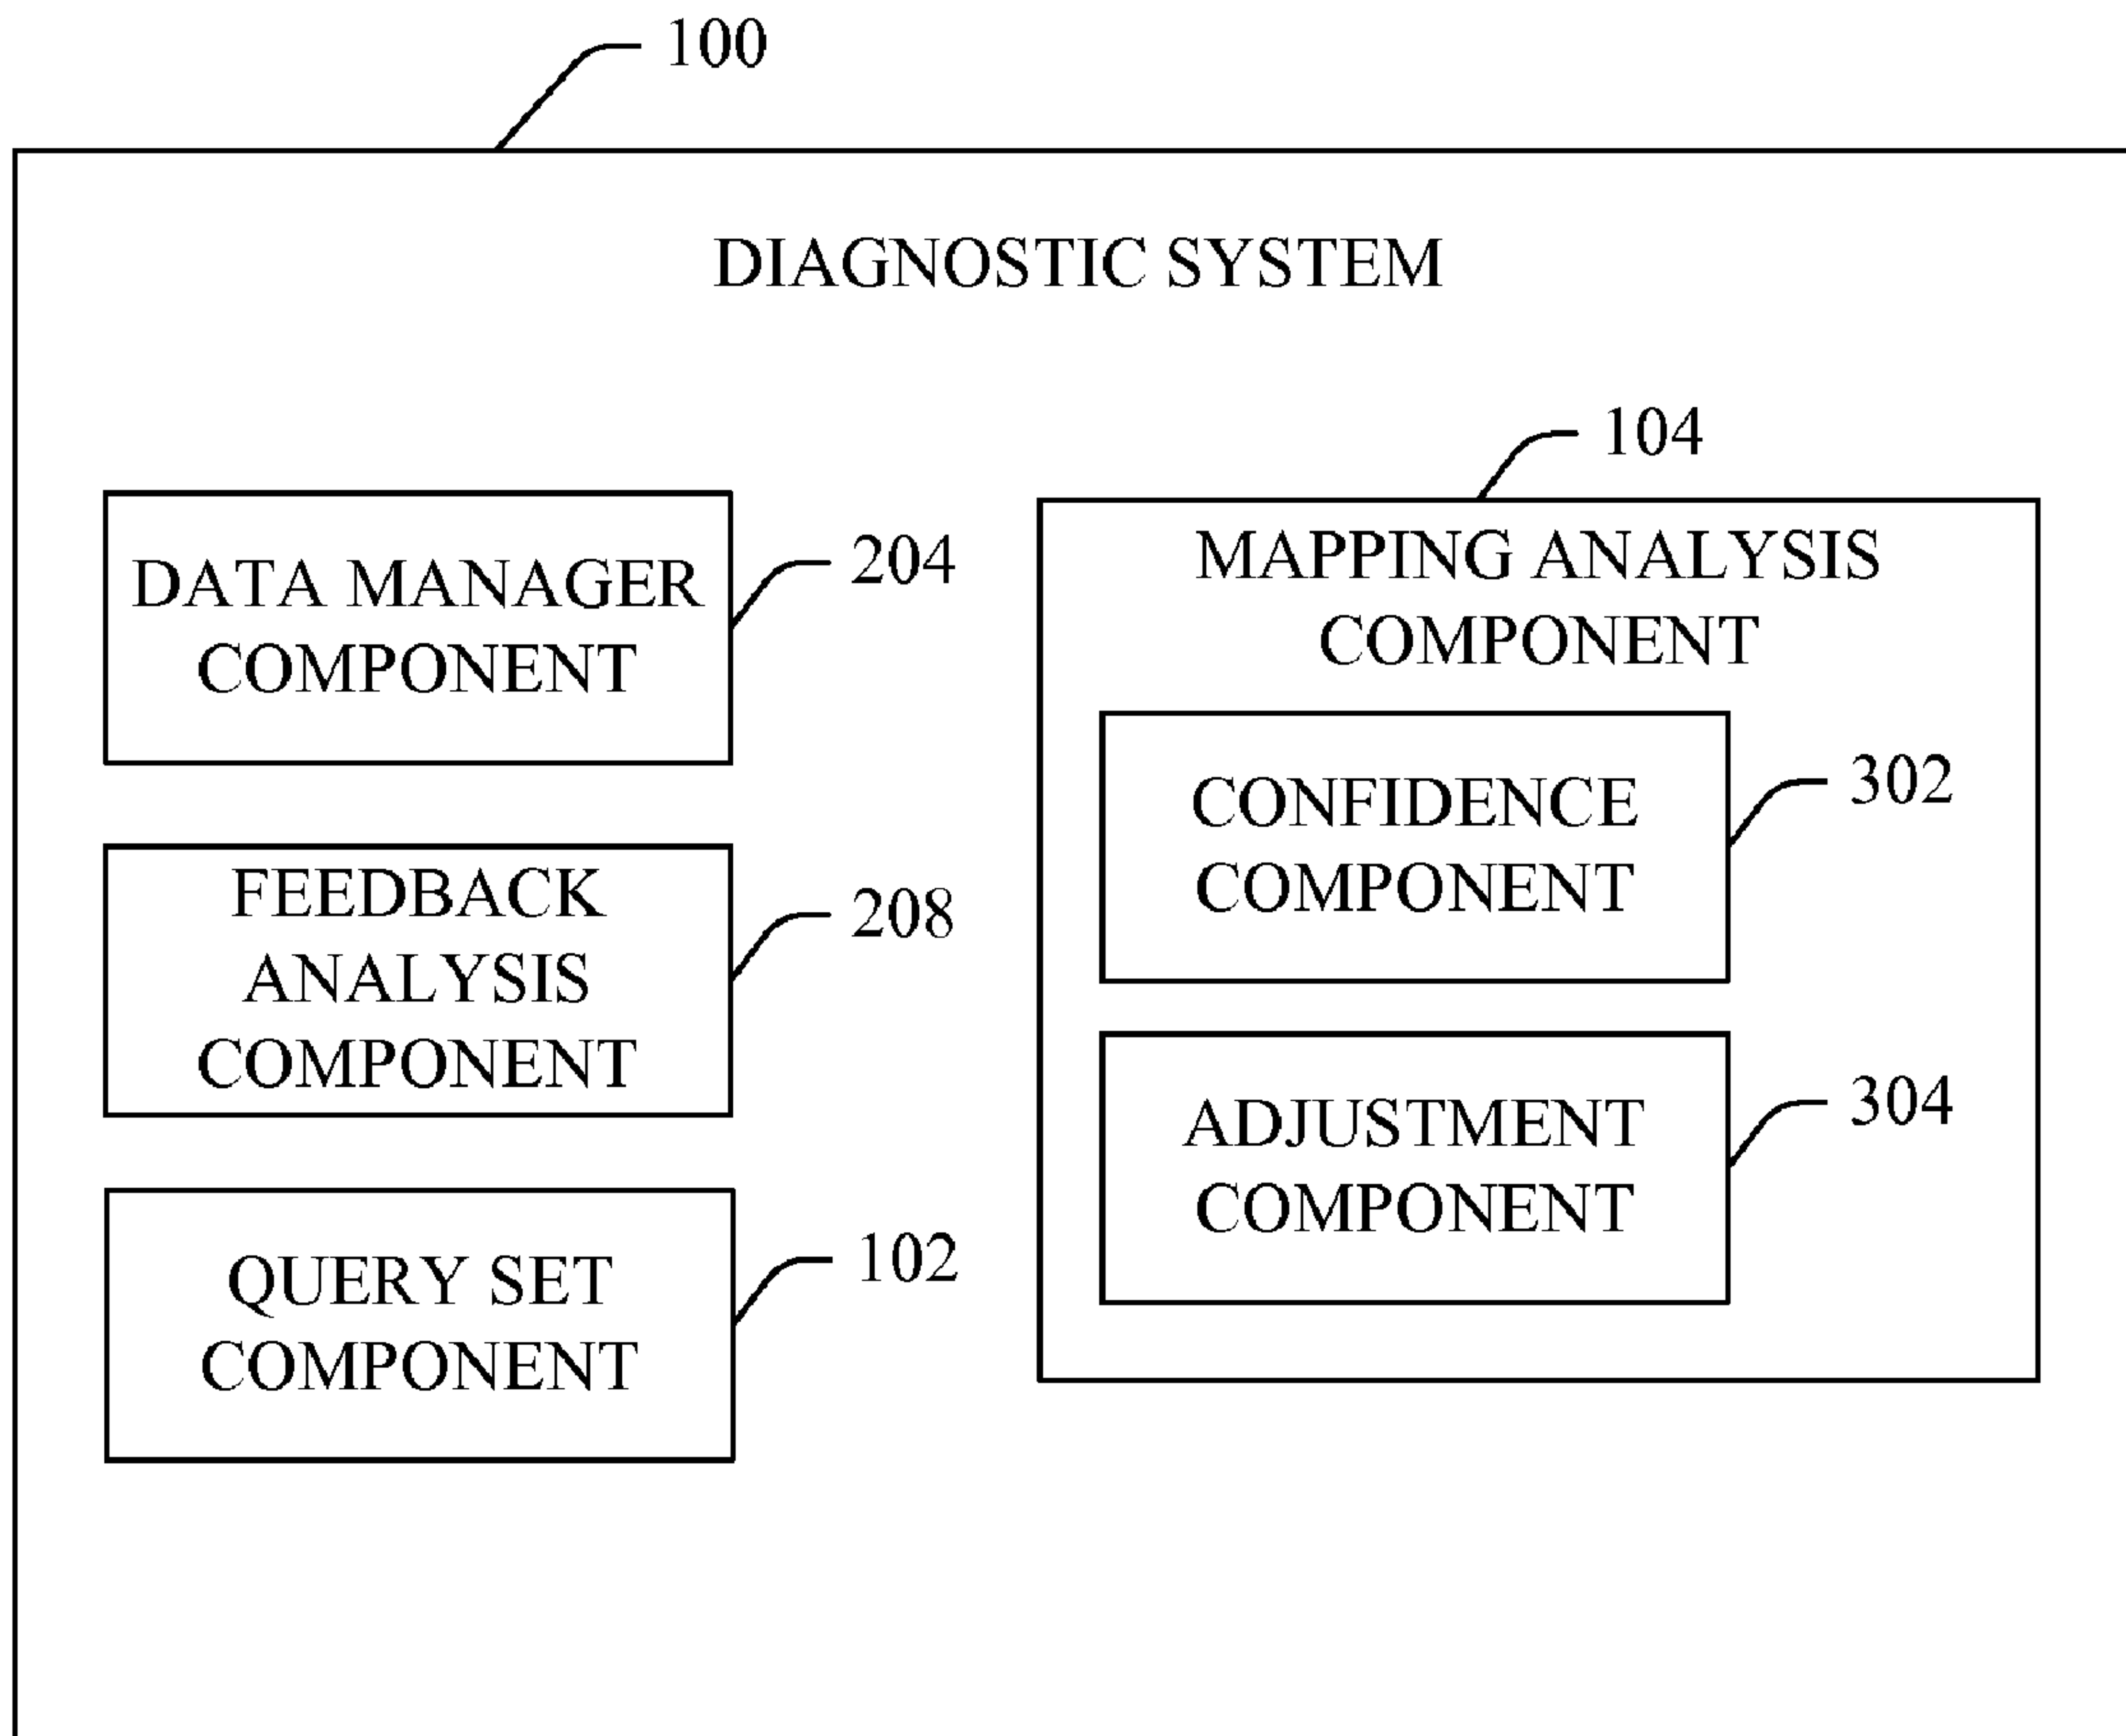 100
DIAGNOSTIC SYSTEM
DATA MANAGER
COMPONENT
204
FEEDBACK
ANALYSIS
COMPONENT
208
QUERY SET
COMPONENT
102
104
MAPPING ANALYSIS
COMPONENT
CONFIDENCE
COMPONENT
302
ADJUSTMENT
COMPONENT
304